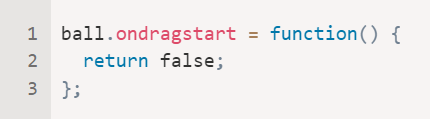 1 ball.ondragstart = function() {
2   return false;
3 };